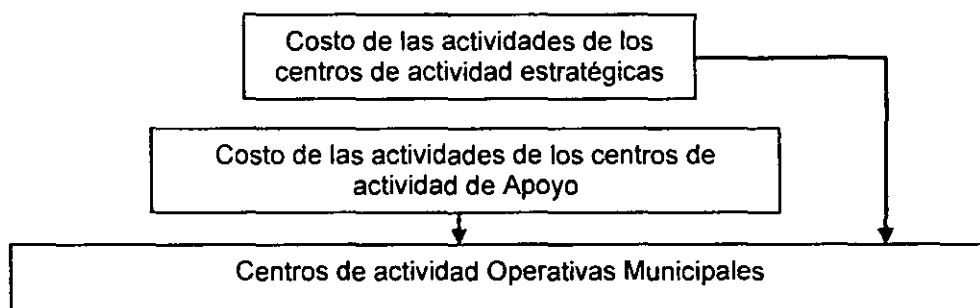 Costo de las actividades de los
centros de actividad estratégicas
Costo de las actividades de los centros de
actividad de Apoyo
Centros de actividad Operativas Municipales